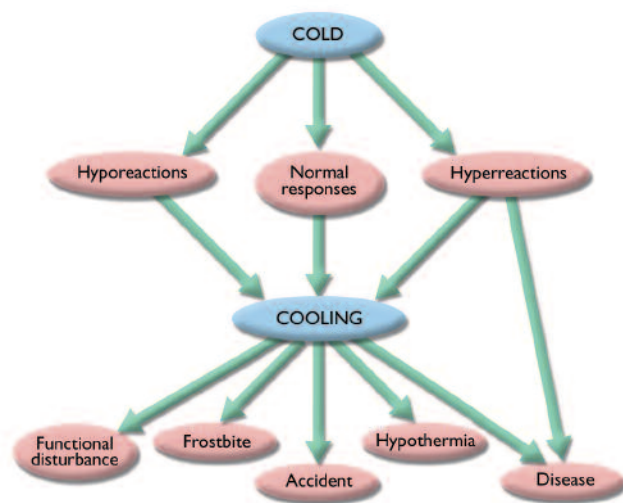 COLD
Hyporeactions
Normal
responses
Hyperreactions
COOLING
Functional
disturbance
Frostbite
Accident
Hypothermia
Disease